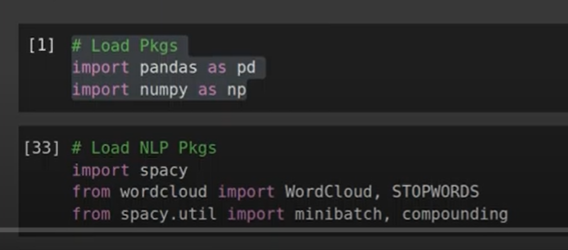 [1] # Load Pkgs
import pandas as pd
import numpy as np
[33] # Load NLP Pkgs
import spacy
from wordcloud import WordCloud, STOPWORDS
from spacy.util import minibatch, compounding